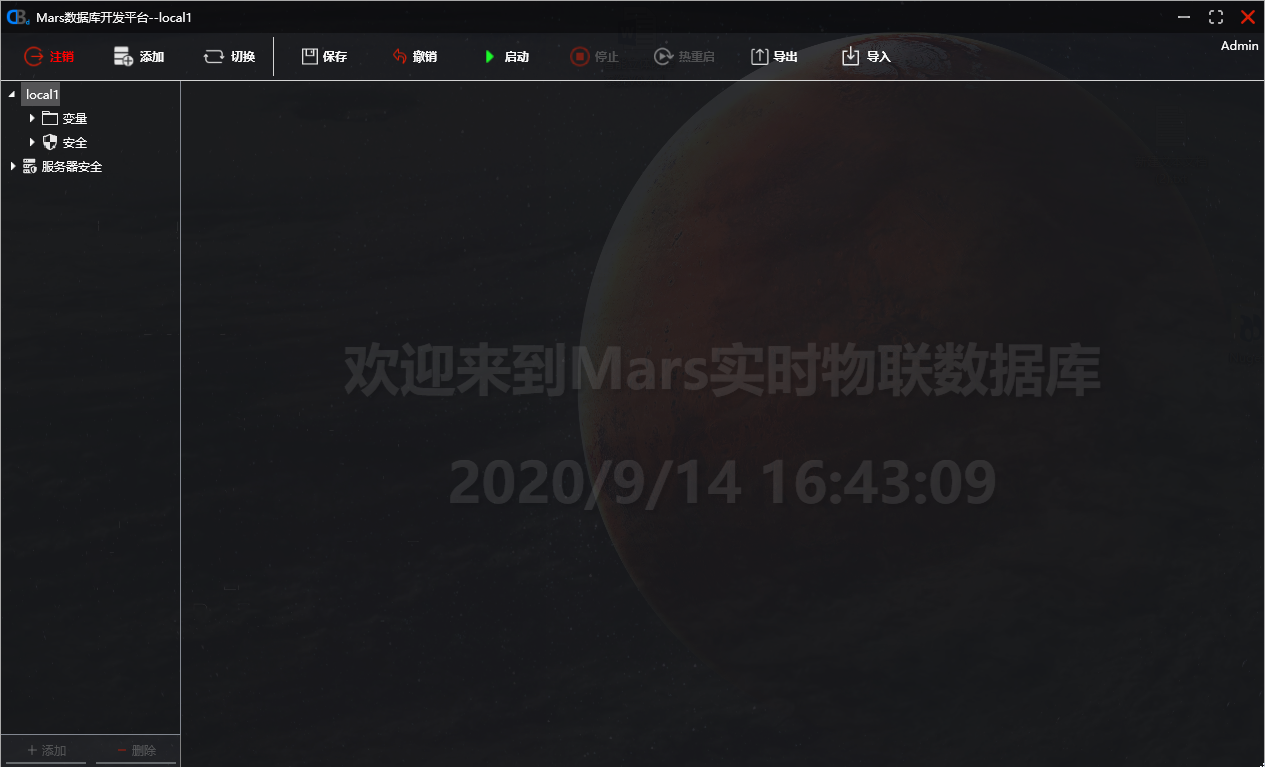 DB Mars数据库开发平台--local1
注销 添加 切换 保存 撤销 启动 停止 热重启 导出 导入 Admin
local1
变量
安全
服务器安全
欢迎来到Mars实时物联数据库
2020/9/14 16:43:09
+ 添加 − 删除